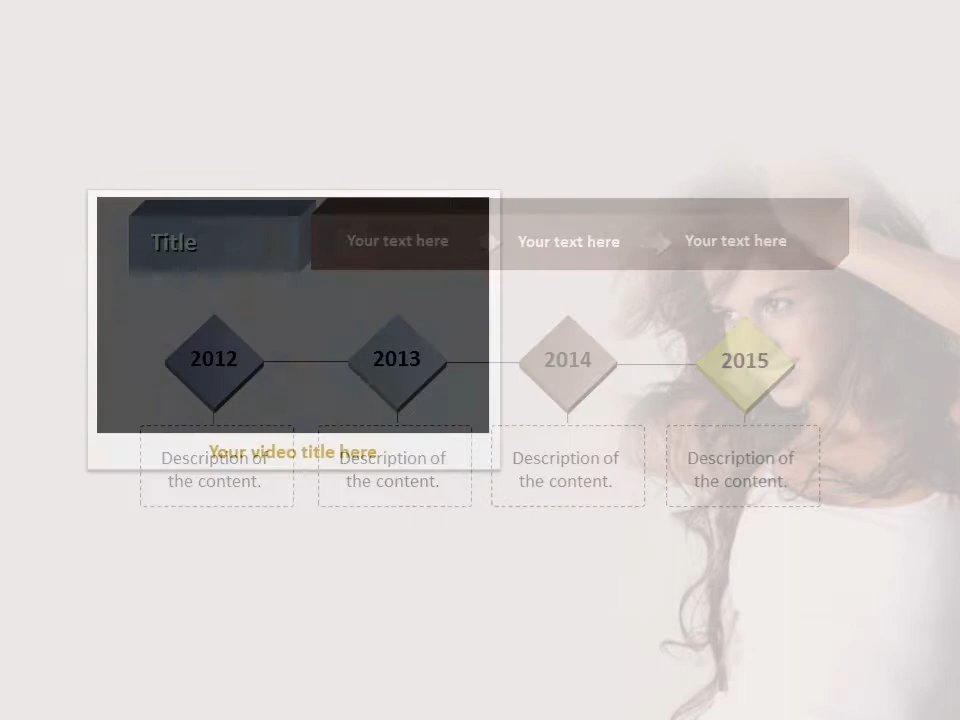 Title
Your text here
Your text here
Your text here
2012
2013
2014
2015
Your video title here
Description of
the content.
Description of
the content.
Description of
the content.
Description of
the content.